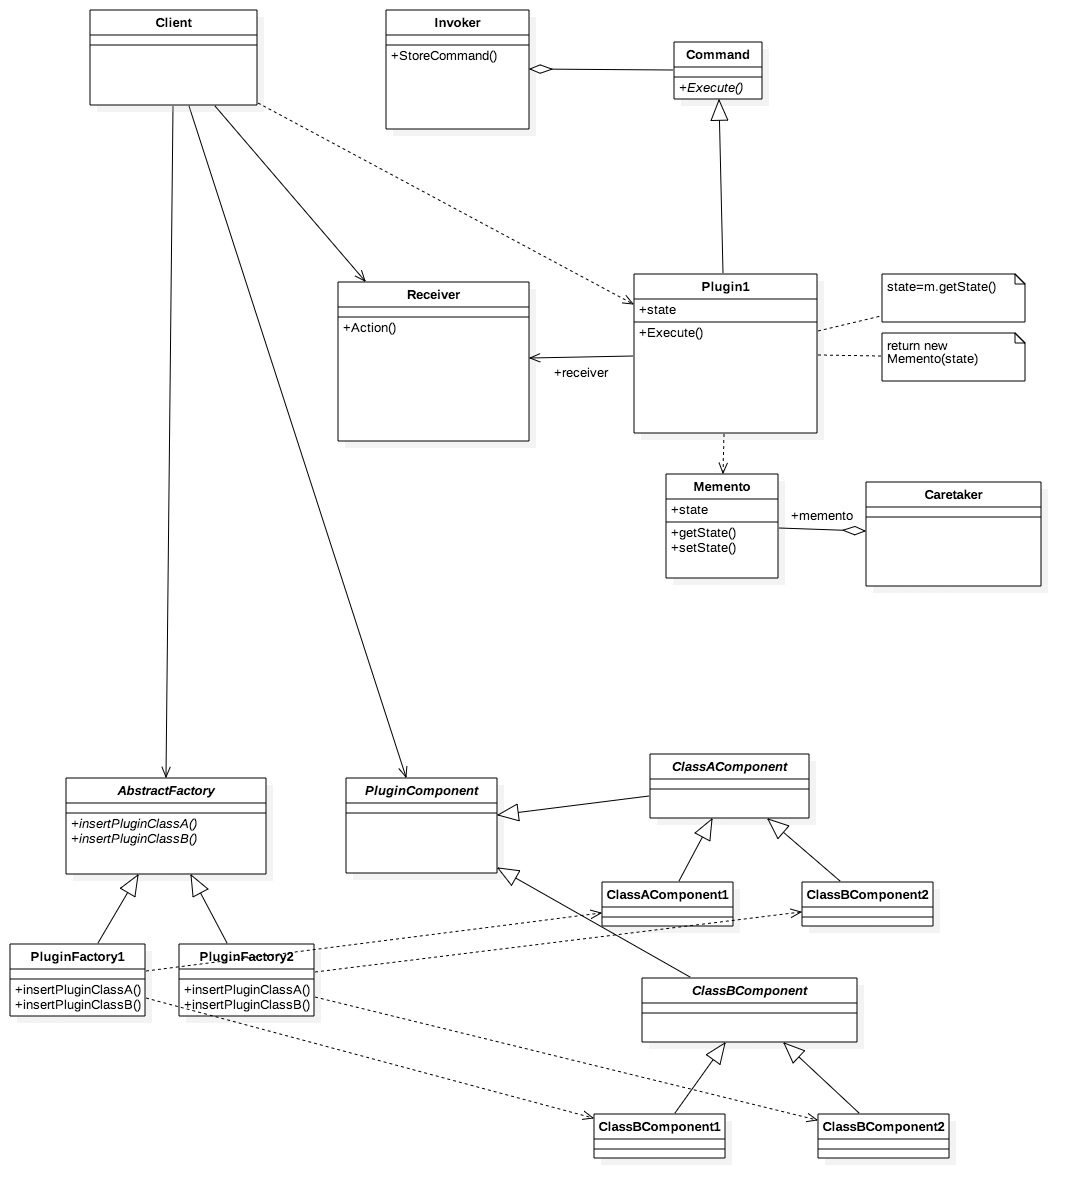 Client
Invoker
+StoreCommand()
Command
+Execute()
Receiver
+Action()
Plugin1
+state
+Execute()
state=m.getState()
return new
Memento(state)
+receiver
Memento
+state
+getState()
+setState()
+memento
Caretaker
AbstractFactory
+insertPluginClassA()
+insertPluginClassB()
PluginComponent
ClassAComponent
ClassAComponent1
ClassBComponent2
PluginFactory1
+insertPluginClassA()
+insertPluginClassB()
PluginFactory2
+insertPluginClassA()
+insertPluginClassB()
ClassBComponent
ClassBComponent1
ClassBComponent2